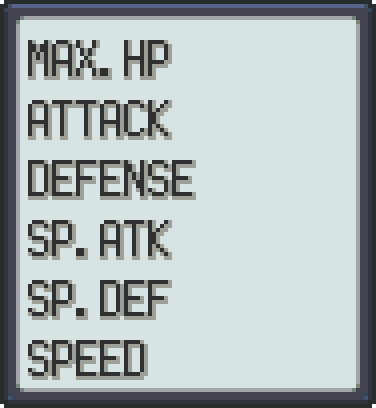 MAX. HP
ATTACK
DEFENSE
SP. ATK
SP. DEF
SPEED